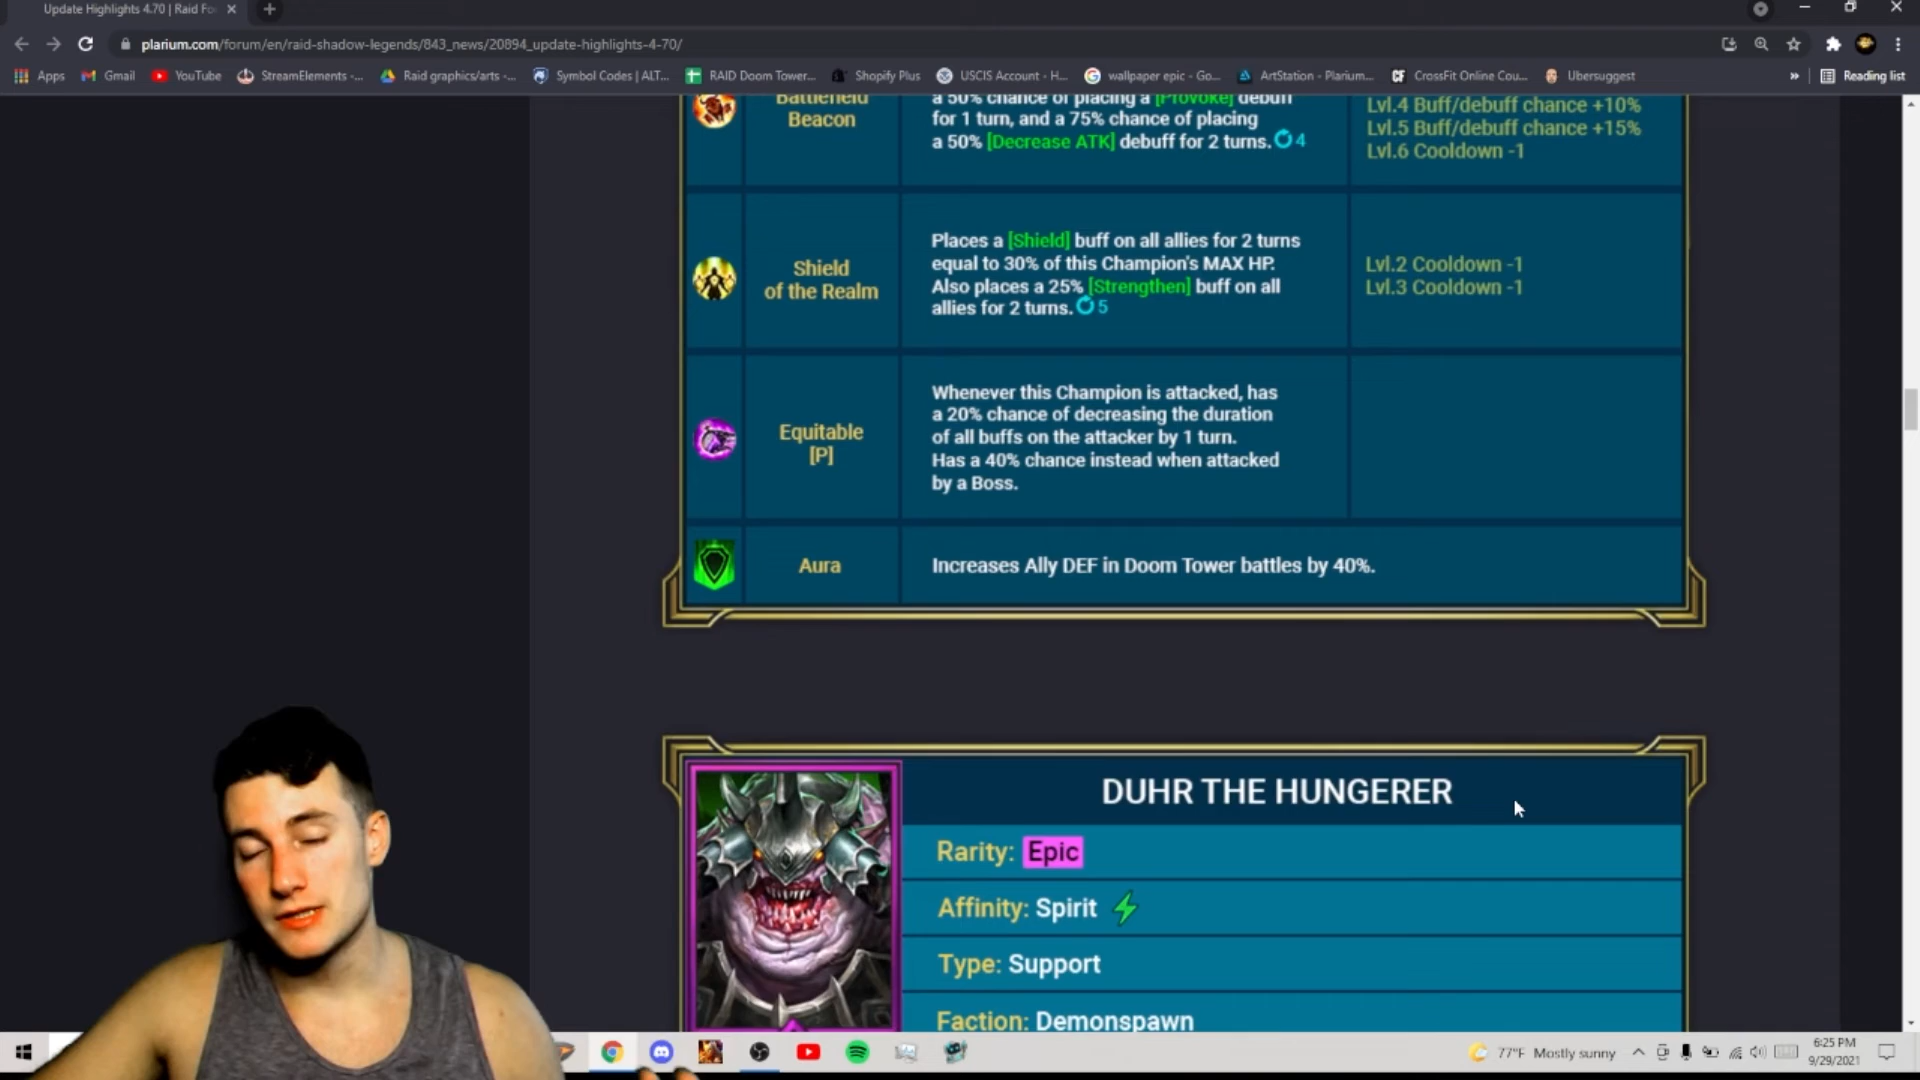 Update Highlights 4.70 | Raid Fo
plarium.com/forum/en/raid-shadow-legends/843_news/20894_update-highlights-4-70/
Apps Gmail YouTube StreamElements -... Raid graphics/arts -... Symbol Codes | ALT... RAID Doom Tower... Shopify Plus USCIS Account - H... wallpaper epic - Go... ArtStation - Plarium... CrossFit Online Cou... Ubersuggest » Reading list
Battlefield
Beacon
a 50% chance of placing a [Provoke] debuff
for 1 turn, and a 75% chance of placing
a 50% [Decrease ATK] debuff for 2 turns. 4
Lvl.4 Buff/debuff chance +10%
Lvl.5 Buff/debuff chance +15%
Lvl.6 Cooldown -1
Shield
of the Realm
Places a [Shield] buff on all allies for 2 turns
equal to 30% of this Champion's MAX HP.
Also places a 25% [Strengthen] buff on all
allies for 2 turns. 5
Lvl.2 Cooldown -1
Lvl.3 Cooldown -1
Equitable
[P]
Whenever this Champion is attacked, has
a 20% chance of decreasing the duration
of all buffs on the attacker by 1 turn.
Has a 40% chance instead when attacked
by a Boss.
Aura
Increases Ally DEF in Doom Tower battles by 40%.
DUHR THE HUNGERER
Rarity: Epic
Affinity: Spirit
Type: Support
Faction: Demonspawn
77°F Mostly sunny
6:25 PM
9/29/2021